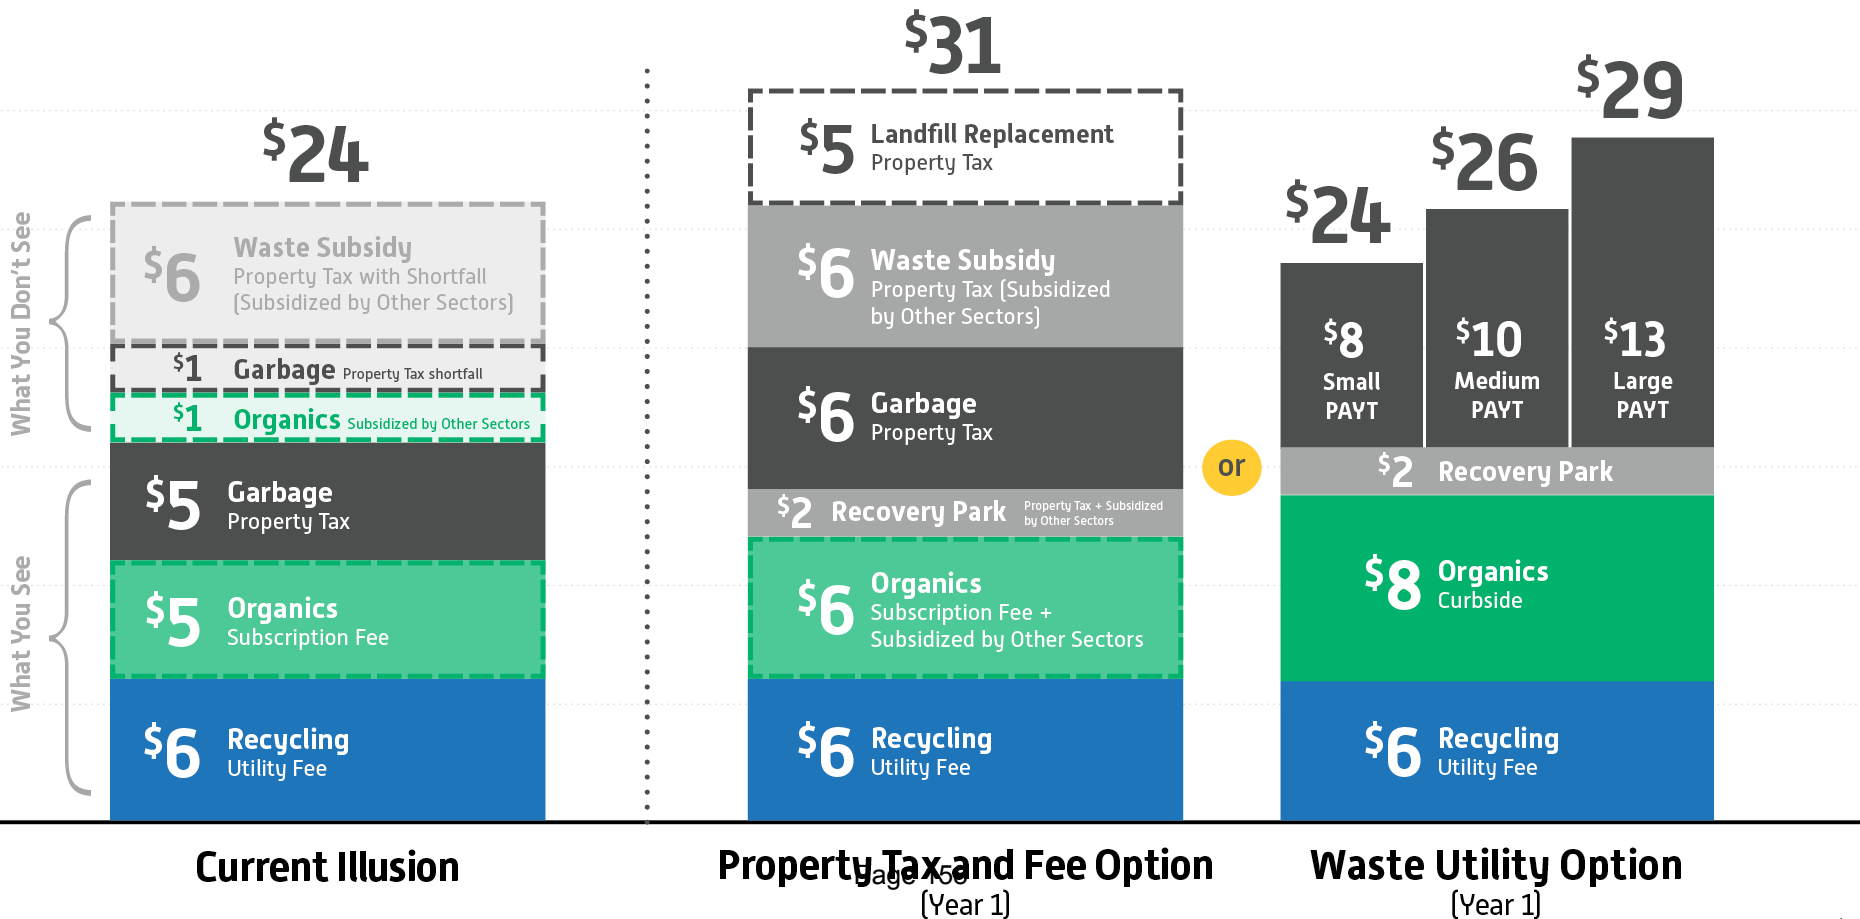 $24
What You Don't See
$6 Waste Subsidy
Property Tax with Shortfall
(Subsidized by Other Sectors)
$1 Garbage Property Tax shortfall
$1 Organics Subsidized by Other Sectors
What You See
$5 Garbage
Property Tax
$5 Organics
Subscription Fee
$6 Recycling
Utility Fee
Current Illusion
$31
$5 Landfill Replacement
Property Tax
$6 Waste Subsidy
Property Tax (Subsidized
by Other Sectors)
$6 Garbage
Property Tax
$2 Recovery Park
Property Tax + Subsidized
by Other Sectors
$6 Organics
Subscription Fee +
Subsidized by Other Sectors
$6 Recycling
Utility Fee
Property Tax and Fee Option
(Year 1)
or
$24
$26
$29
$8
Small
PAYT
$10
Medium
PAYT
$13
Large
PAYT
$2 Recovery Park
$8 Organics
Curbside
$6 Recycling
Utility Fee
Waste Utility Option
(Year 1)
Page